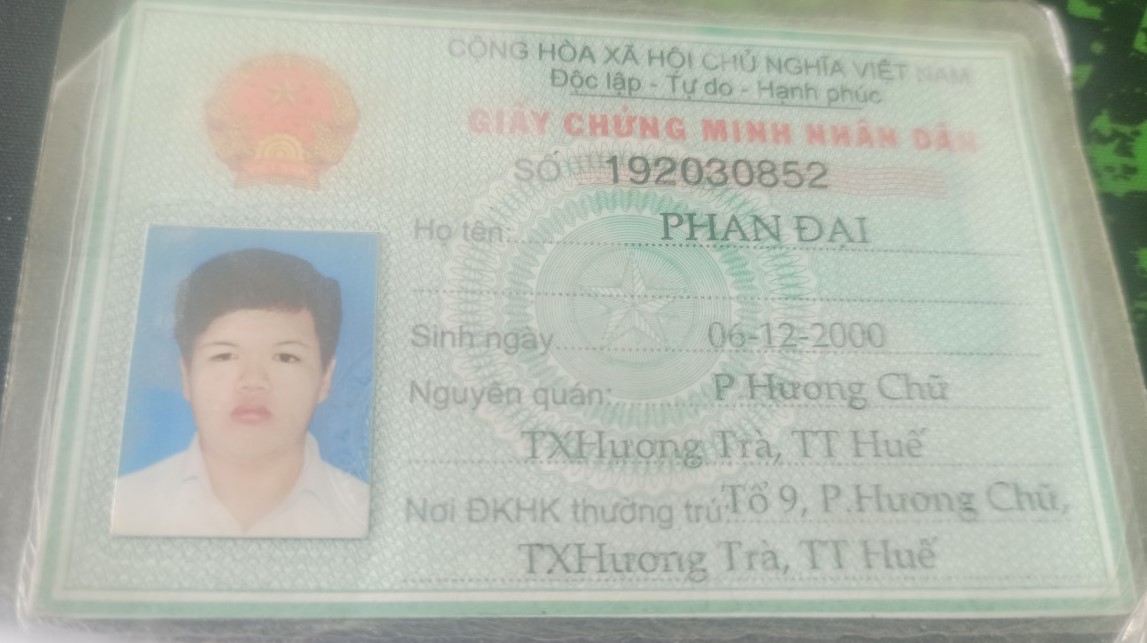 CỘNG HÒA XÃ HỘI CHỦ NGHĨA VIỆT NAM
Độc lập - Tự do - Hạnh phúc
GIẤY CHỨNG MINH NHÂN DÂN
SỐ 192030852
Họ tên: PHAN ĐẠI
Sinh ngày 06-12-2000
Nguyên quán: P.Hương Chữ
TXHương Trà, TT Huế
Nơi ĐKHK thường trú: Tổ 9, P.Hương Chữ,
TXHương Trà, TT Huế